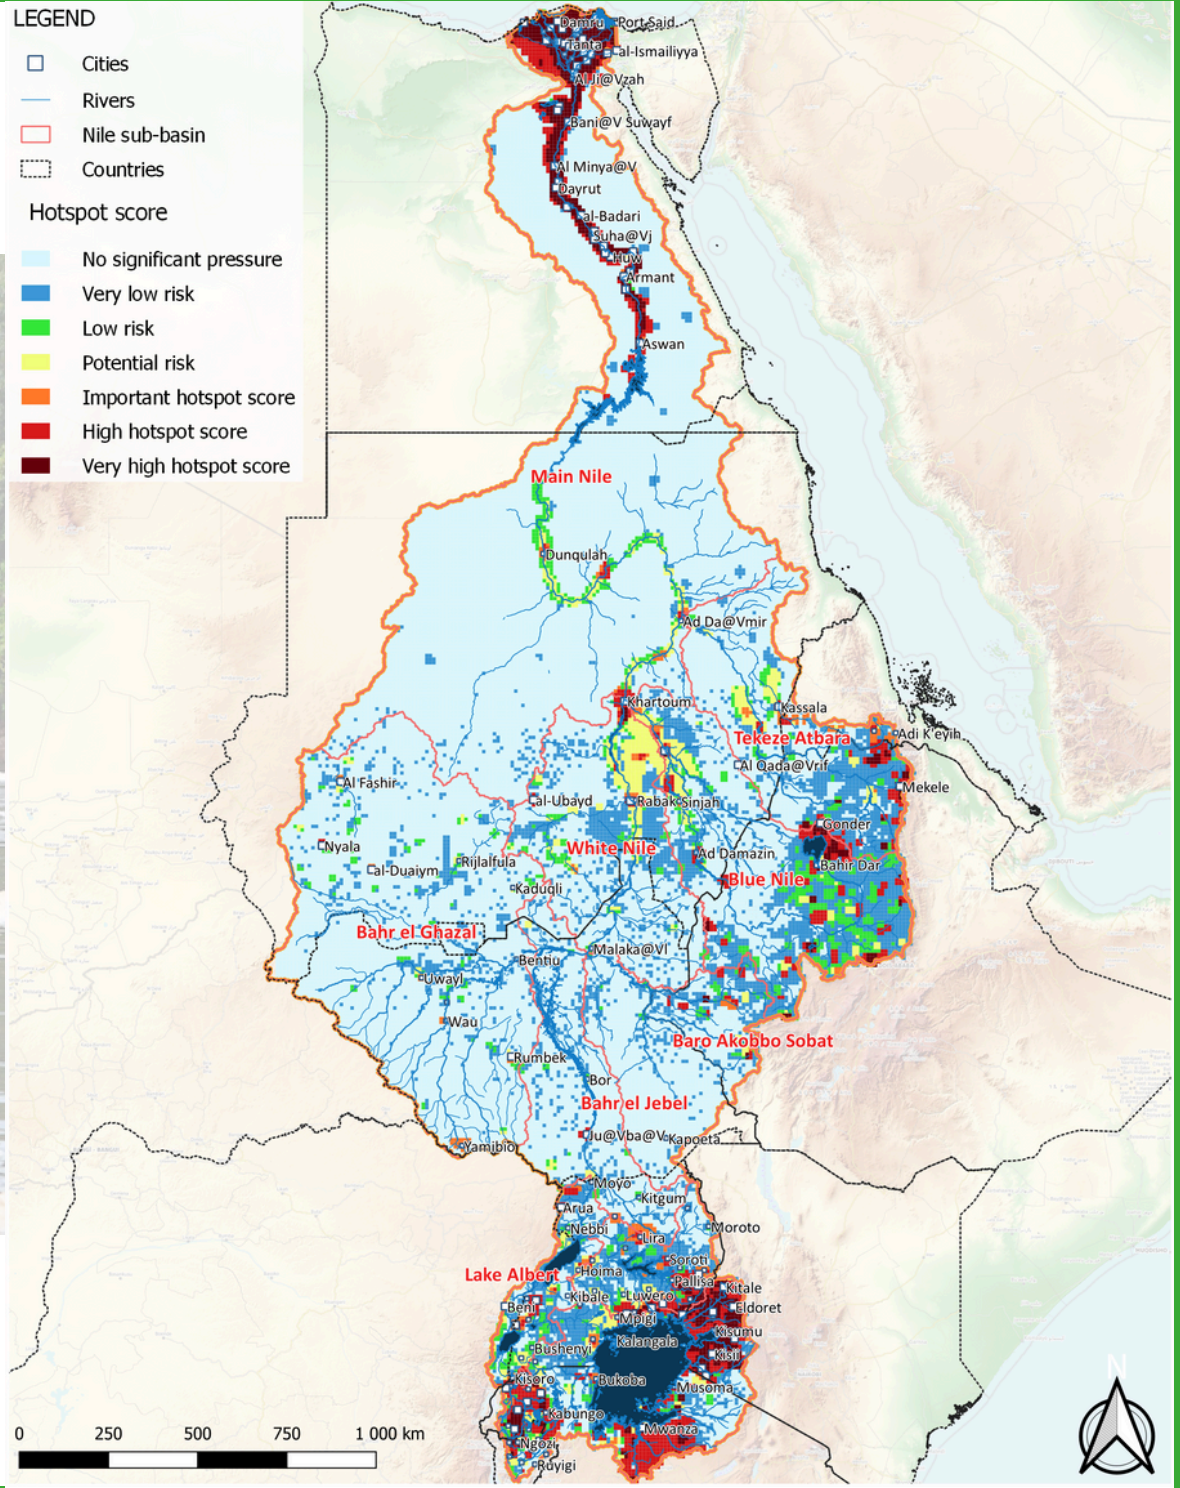 LEGEND
Cities
Rivers
Nile sub-basin
Countries
Hotspot score
No significant pressure
Very low risk
Low risk
Potential risk
Important hotspot score
High hotspot score
Very high hotspot score
Damru
Port Said
Tanta
al-Ismailiyya
Al Ji@Vzah
Bani@V Suwayf
Al Minya@V
Dayrut
al-Badari
Suha@Vj
Huw
Armant
Aswan
Main Nile
Dunqulah
Ad Da@Vmir
Khartoum
Kassala
Tekeze Atbara
Adi K'eyih
Al Qada@Vrif
Al Fashir
Mekele
al-Ubayd
Rabak
Sinjah
Gonder
Nyala
White Nile
Ad Damazin
Bahir Dar
al-Duaiym
Rijlalfula
Blue Nile
Kaduqli
Bahr el Ghazal
Malaka@Vl
Bentiu
Uwayl
Wau
Baro Akobbo Sobat
Rumbek
Bor
Bahr el Jebel
Ju@Vba@V
Kapoeta
Yamibio
Moyo
Kitgum
Arua
Nebbi
Moroto
Lira
Soroti
Lake Albert
Hoima
Pallisa
Kitale
Kibale
Luwero
Eldoret
Beni
Mpigi
Kisumu
Kalangala
Bushenyi
Kisii
Kisoro
Bukoba
Musoma
Kabungo
Mwanza
Ngozi
Ruyigi
0 250 500 750 1 000 km
N